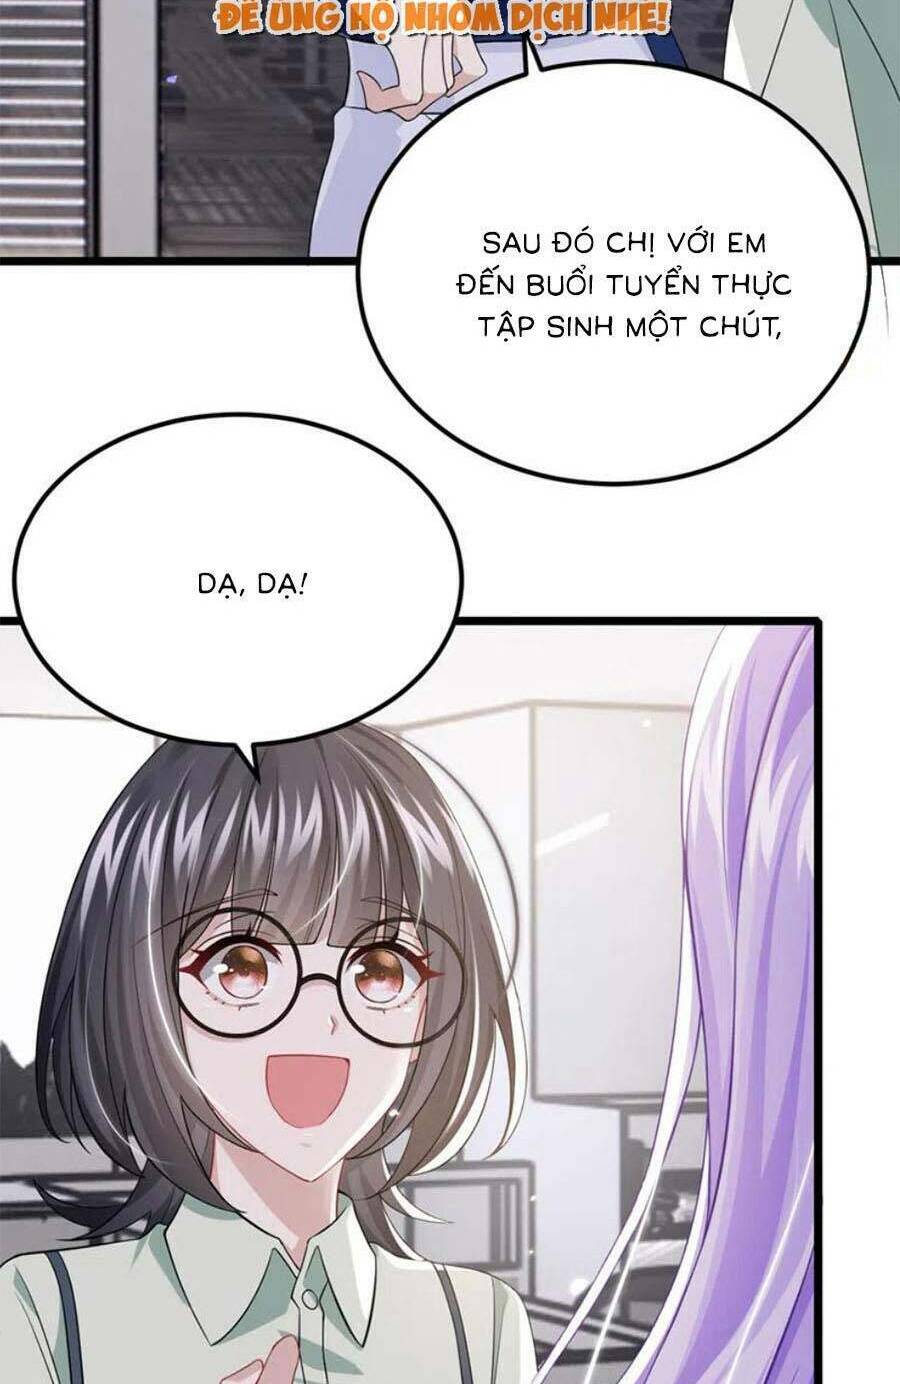 ĐỂ ỦNG HỘ NHÓM DỊCH NHÉ!
SAU ĐÓ CHỊ VỚI EM
ĐẾN BUỔI TUYỂN THỰC
TẬP SINH MỘT CHÚT,
DẠ, DẠ!